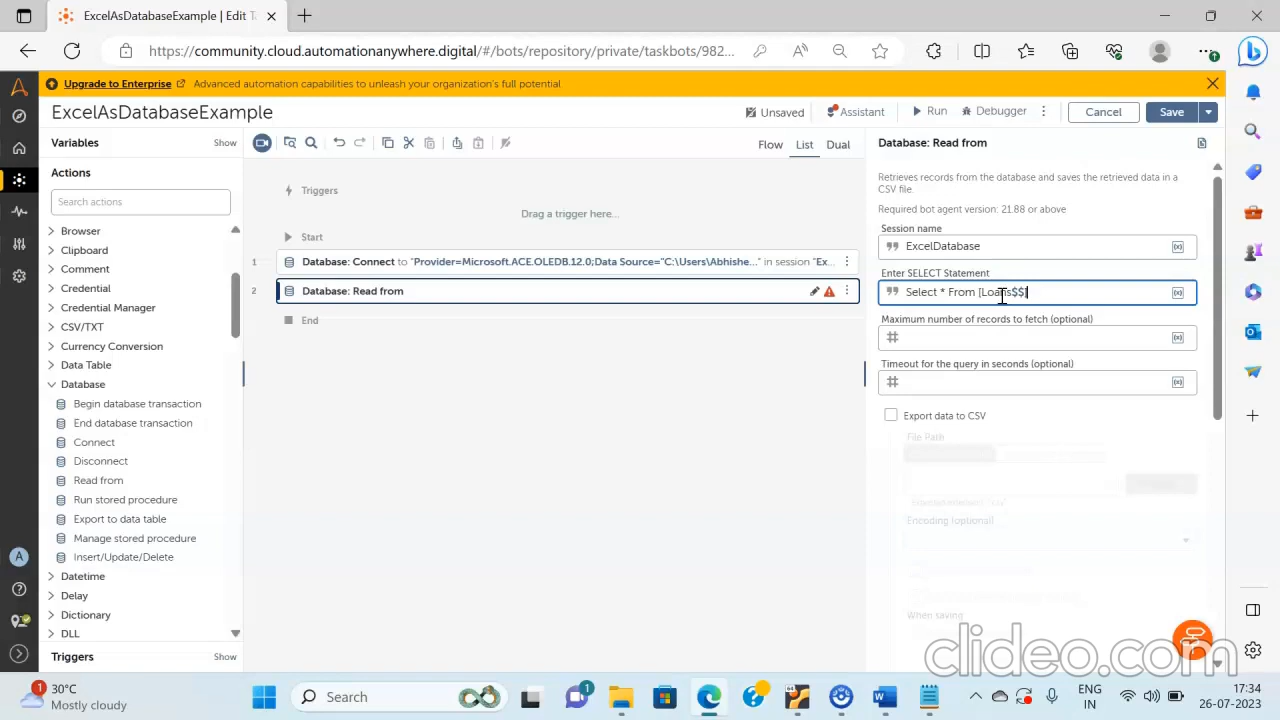 ExcelAsDatabaseExample | Edit T
https://community.cloud.automationanywhere.digital/#/bots/repository/private/taskbots/982...
Upgrade to Enterprise Advanced automation capabilities to unleash your organization's full potential
ExcelAsDatabaseExample
Unsaved
Assistant
Run
Debugger
Cancel
Save
Variables
Show
Flow
List
Dual
Database: Read from
Actions
Search actions
Browser
Clipboard
Comment
Credential
Credential Manager
CSV/TXT
Currency Conversion
Data Table
Database
Begin database transaction
End database transaction
Connect
Disconnect
Read from
Run stored procedure
Export to data table
Manage stored procedure
Insert/Update/Delete
Datetime
Delay
Dictionary
DLL
Triggers
Show
Triggers
Drag a trigger here...
Start
1 Database: Connect to "Provider=Microsoft.ACE.OLEDB.12.0;Data Source="C:\Users\Abhishe..." in session "Ex...
2 Database: Read from
End
Retrieves records from the database and saves the retrieved data in a
CSV file.
Required bot agent version: 21.88 or above
Session name
ExcelDatabase
Enter SELECT Statement
Select * From [Loans$$]
Maximum number of records to fetch (optional)
Timeout for the query in seconds (optional)
Export data to CSV
File Path
Encoding (optional)
When saving
clideo.com
A
1
30°C
Mostly cloudy
Search
1
ENG
IN
17:34
26-07-2023